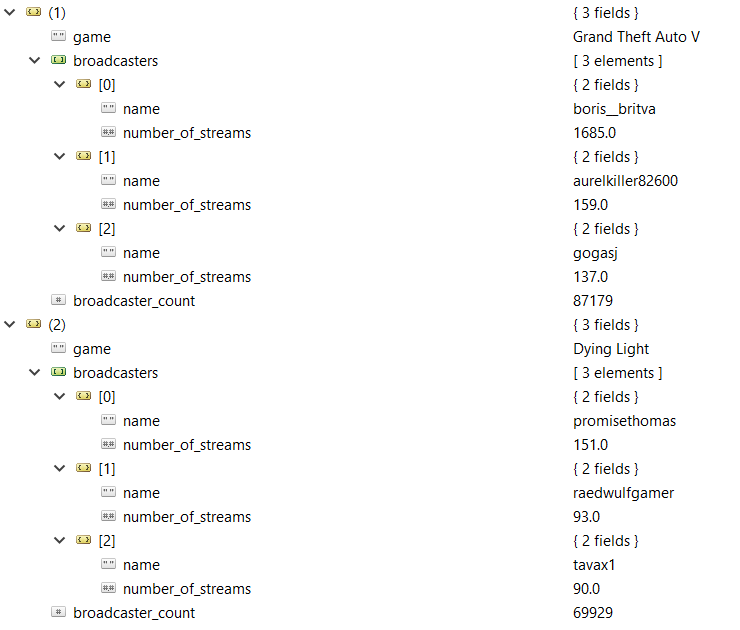 (1) { 3 fields }
game Grand Theft Auto V
broadcasters [ 3 elements ]
[0] { 2 fields }
name boris__britva
number_of_streams 1685.0
[1] { 2 fields }
name aurelkiller82600
number_of_streams 159.0
[2] { 2 fields }
name gogasj
number_of_streams 137.0
broadcaster_count 87179
(2) { 3 fields }
game Dying Light
broadcasters [ 3 elements ]
[0] { 2 fields }
name promisethomas
number_of_streams 151.0
[1] { 2 fields }
name raedwulfgamer
number_of_streams 93.0
[2] { 2 fields }
name tavax1
number_of_streams 90.0
broadcaster_count 69929